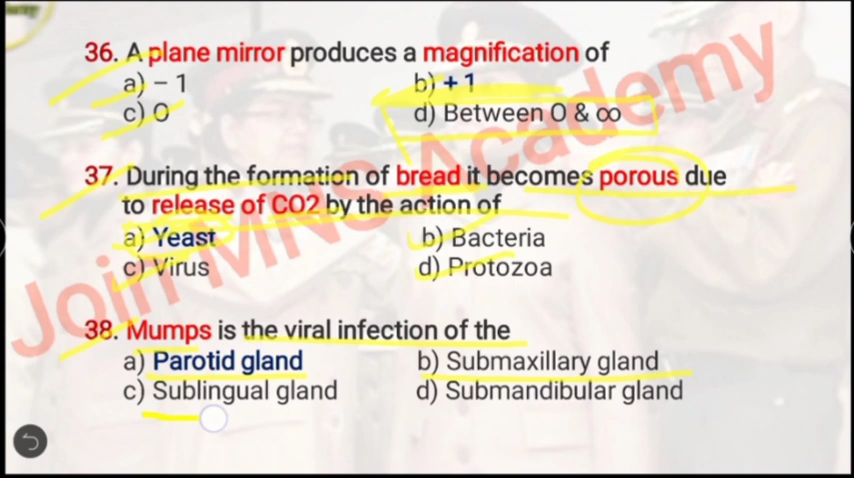 36. A plane mirror produces a magnification of
a) – 1 b) + 1
c) 0 d) Between 0 & ∞
37. During the formation of bread it becomes porous due
to release of CO2 by the action of
a) Yeast b) Bacteria
c) Virus d) Protozoa
38. Mumps is the viral infection of the
a) Parotid gland b) Submaxillary gland
c) Sublingual gland d) Submandibular gland
Join MNS Academy